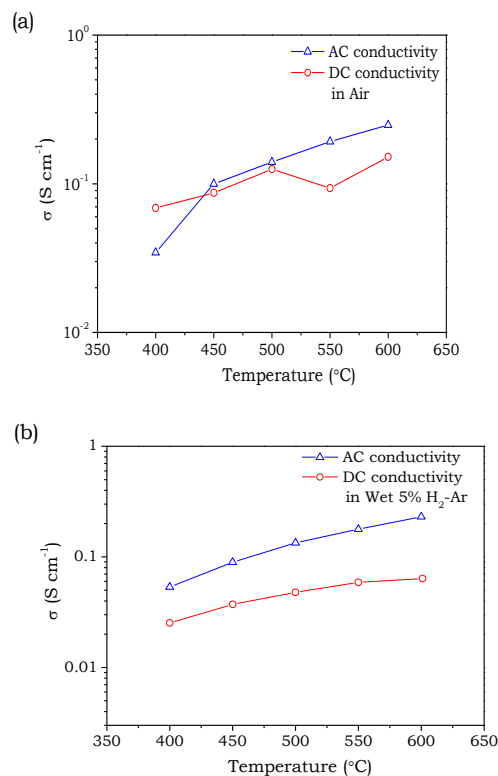 (a)
10⁰
10⁻¹
10⁻²
σ (S cm⁻¹)
AC conductivity
DC conductivity
in Air
350 400 450 500 550 600 650
Temperature (°C)
(b)
1
0.1
0.01
σ (S cm⁻¹)
AC conductivity
DC conductivity
in Wet 5% H₂-Ar
350 400 450 500 550 600 650
Temperature (°C)